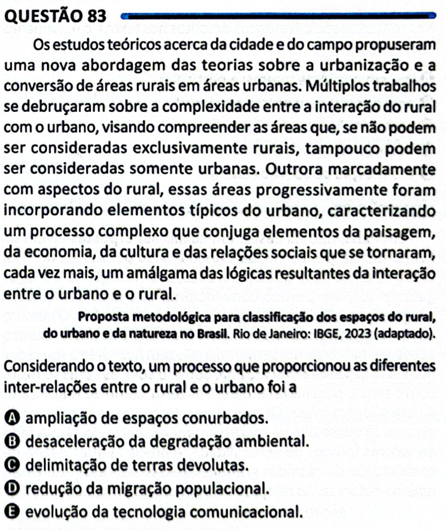 QUESTÃO 83
Os estudos teóricos acerca da cidade e do campo propuseram
uma nova abordagem das teorias sobre a urbanização e a
conversão de áreas rurais em áreas urbanas. Múltiplos trabalhos
se debruçaram sobre a complexidade entre a interação do rural
com o urbano, visando compreender as áreas que, se não podem
ser consideradas exclusivamente rurais, tampouco podem
ser consideradas somente urbanas. Outrora marcadamente
com aspectos do rural, essas áreas progressivamente foram
incorporando elementos típicos do urbano, caracterizando
um processo complexo que conjuga elementos da paisagem,
da economia, da cultura e das relações sociais que se tornaram,
cada vez mais, um amálgama das lógicas resultantes da interação
entre o urbano e o rural.
Proposta metodológica para classificação dos espaços do rural,
do urbano e da natureza no Brasil. Rio de Janeiro: IBGE, 2023 (adaptado).
Considerando o texto, um processo que proporcionou as diferentes
inter-relações entre o rural e o urbano foi a
A ampliação de espaços conurbados.
B desaceleração da degradação ambiental.
C delimitação de terras devolutas.
D redução da migração populacional.
E evolução da tecnologia comunicacional.